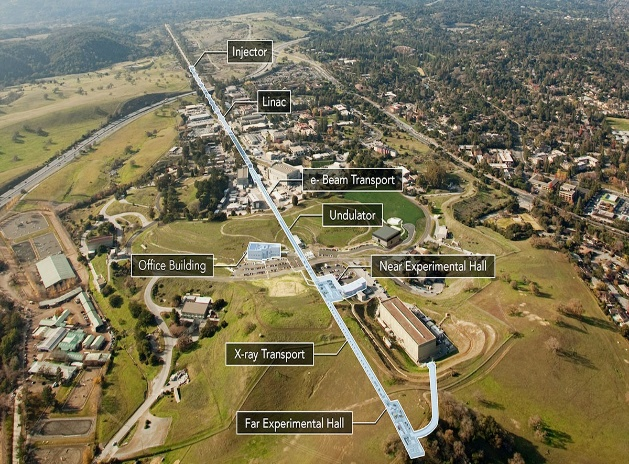 Injector
Linac
e- Beam Transport
Undulator
Office Building
Near Experimental Hall
X-ray Transport
Far Experimental Hall